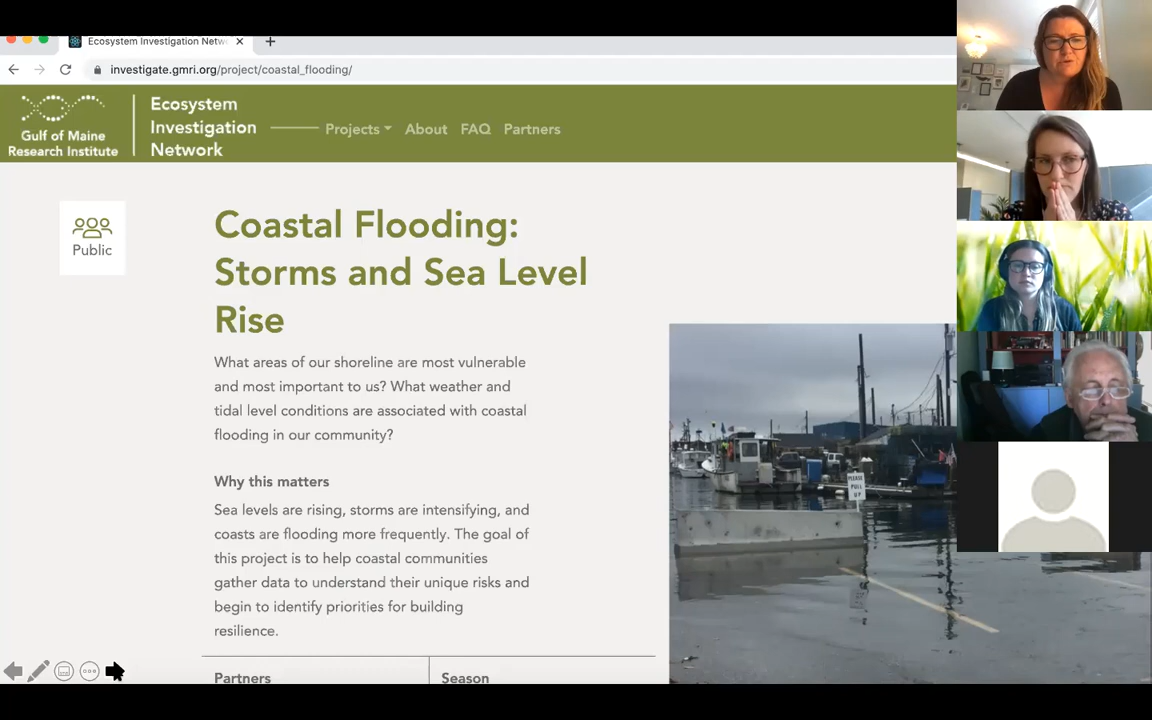 Ecosystem Investigation Netw
investigate.gmri.org/project/coastal_flooding/
Gulf of Maine
Research Institute
Ecosystem
Investigation
Network
Projects
About
FAQ
Partners
Public
Coastal Flooding:
Storms and Sea Level
Rise
What areas of our shoreline are most vulnerable
and most important to us? What weather and
tidal level conditions are associated with coastal
flooding in our community?
Why this matters
Sea levels are rising, storms are intensifying, and
coasts are flooding more frequently. The goal of
this project is to help coastal communities
gather data to understand their unique risks and
begin to identify priorities for building
resilience.
PLEASE
PULL
UP
Partners
Season